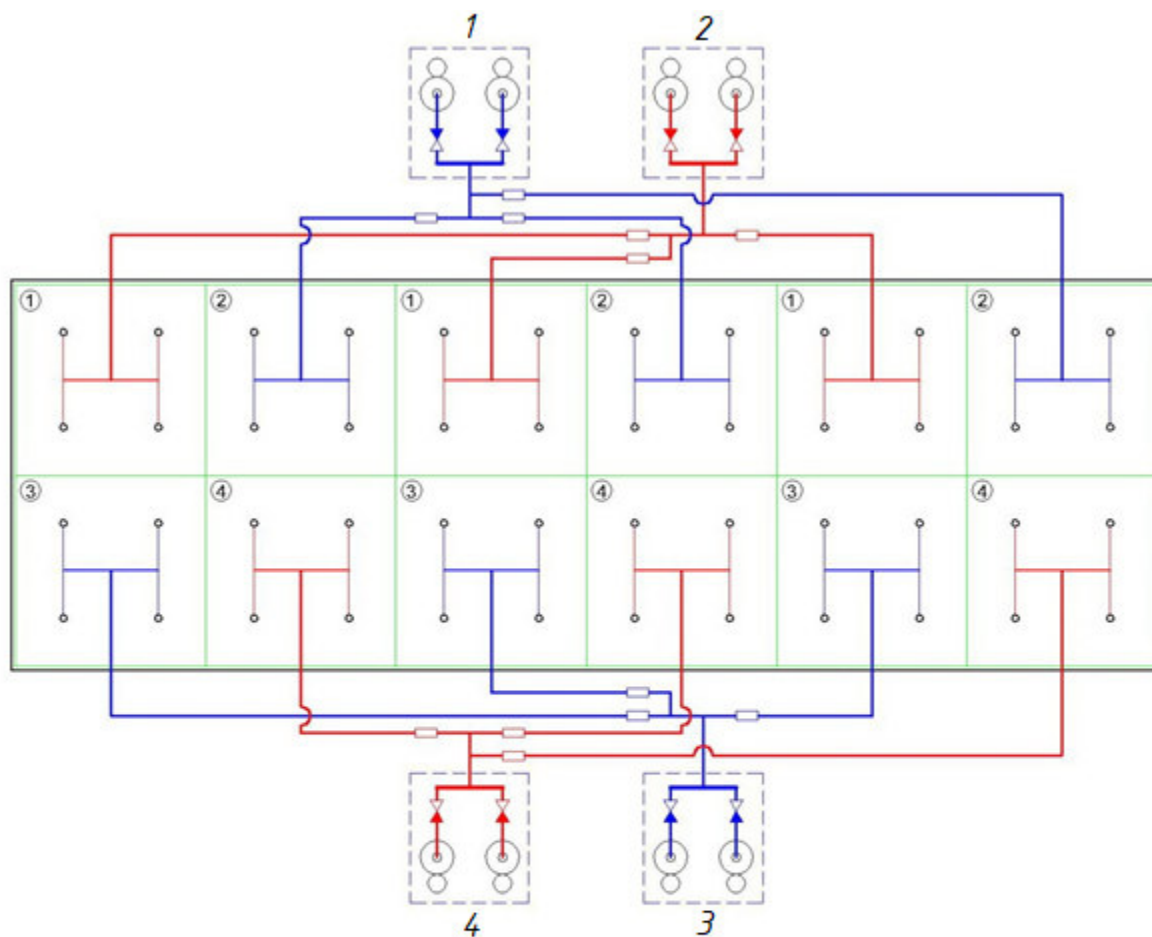 1 2
① ② ① ② ① ②
③ ④ ③ ④ ③ ④
4 3